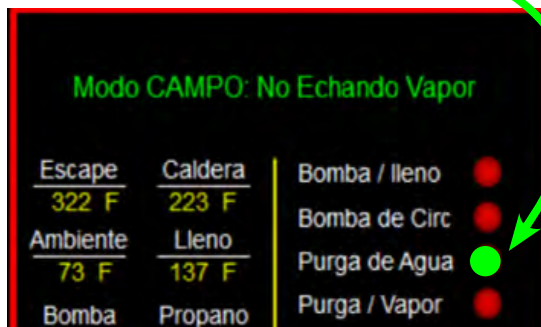 Modo CAMPO: No Echando Vapor
Escape Caldera
322 F 223 F
Ambiente Lleno
73 F 137 F
Bomba Propano
Bomba / lleno
Bomba de Circ
Purga de Agua
Purga / Vapor